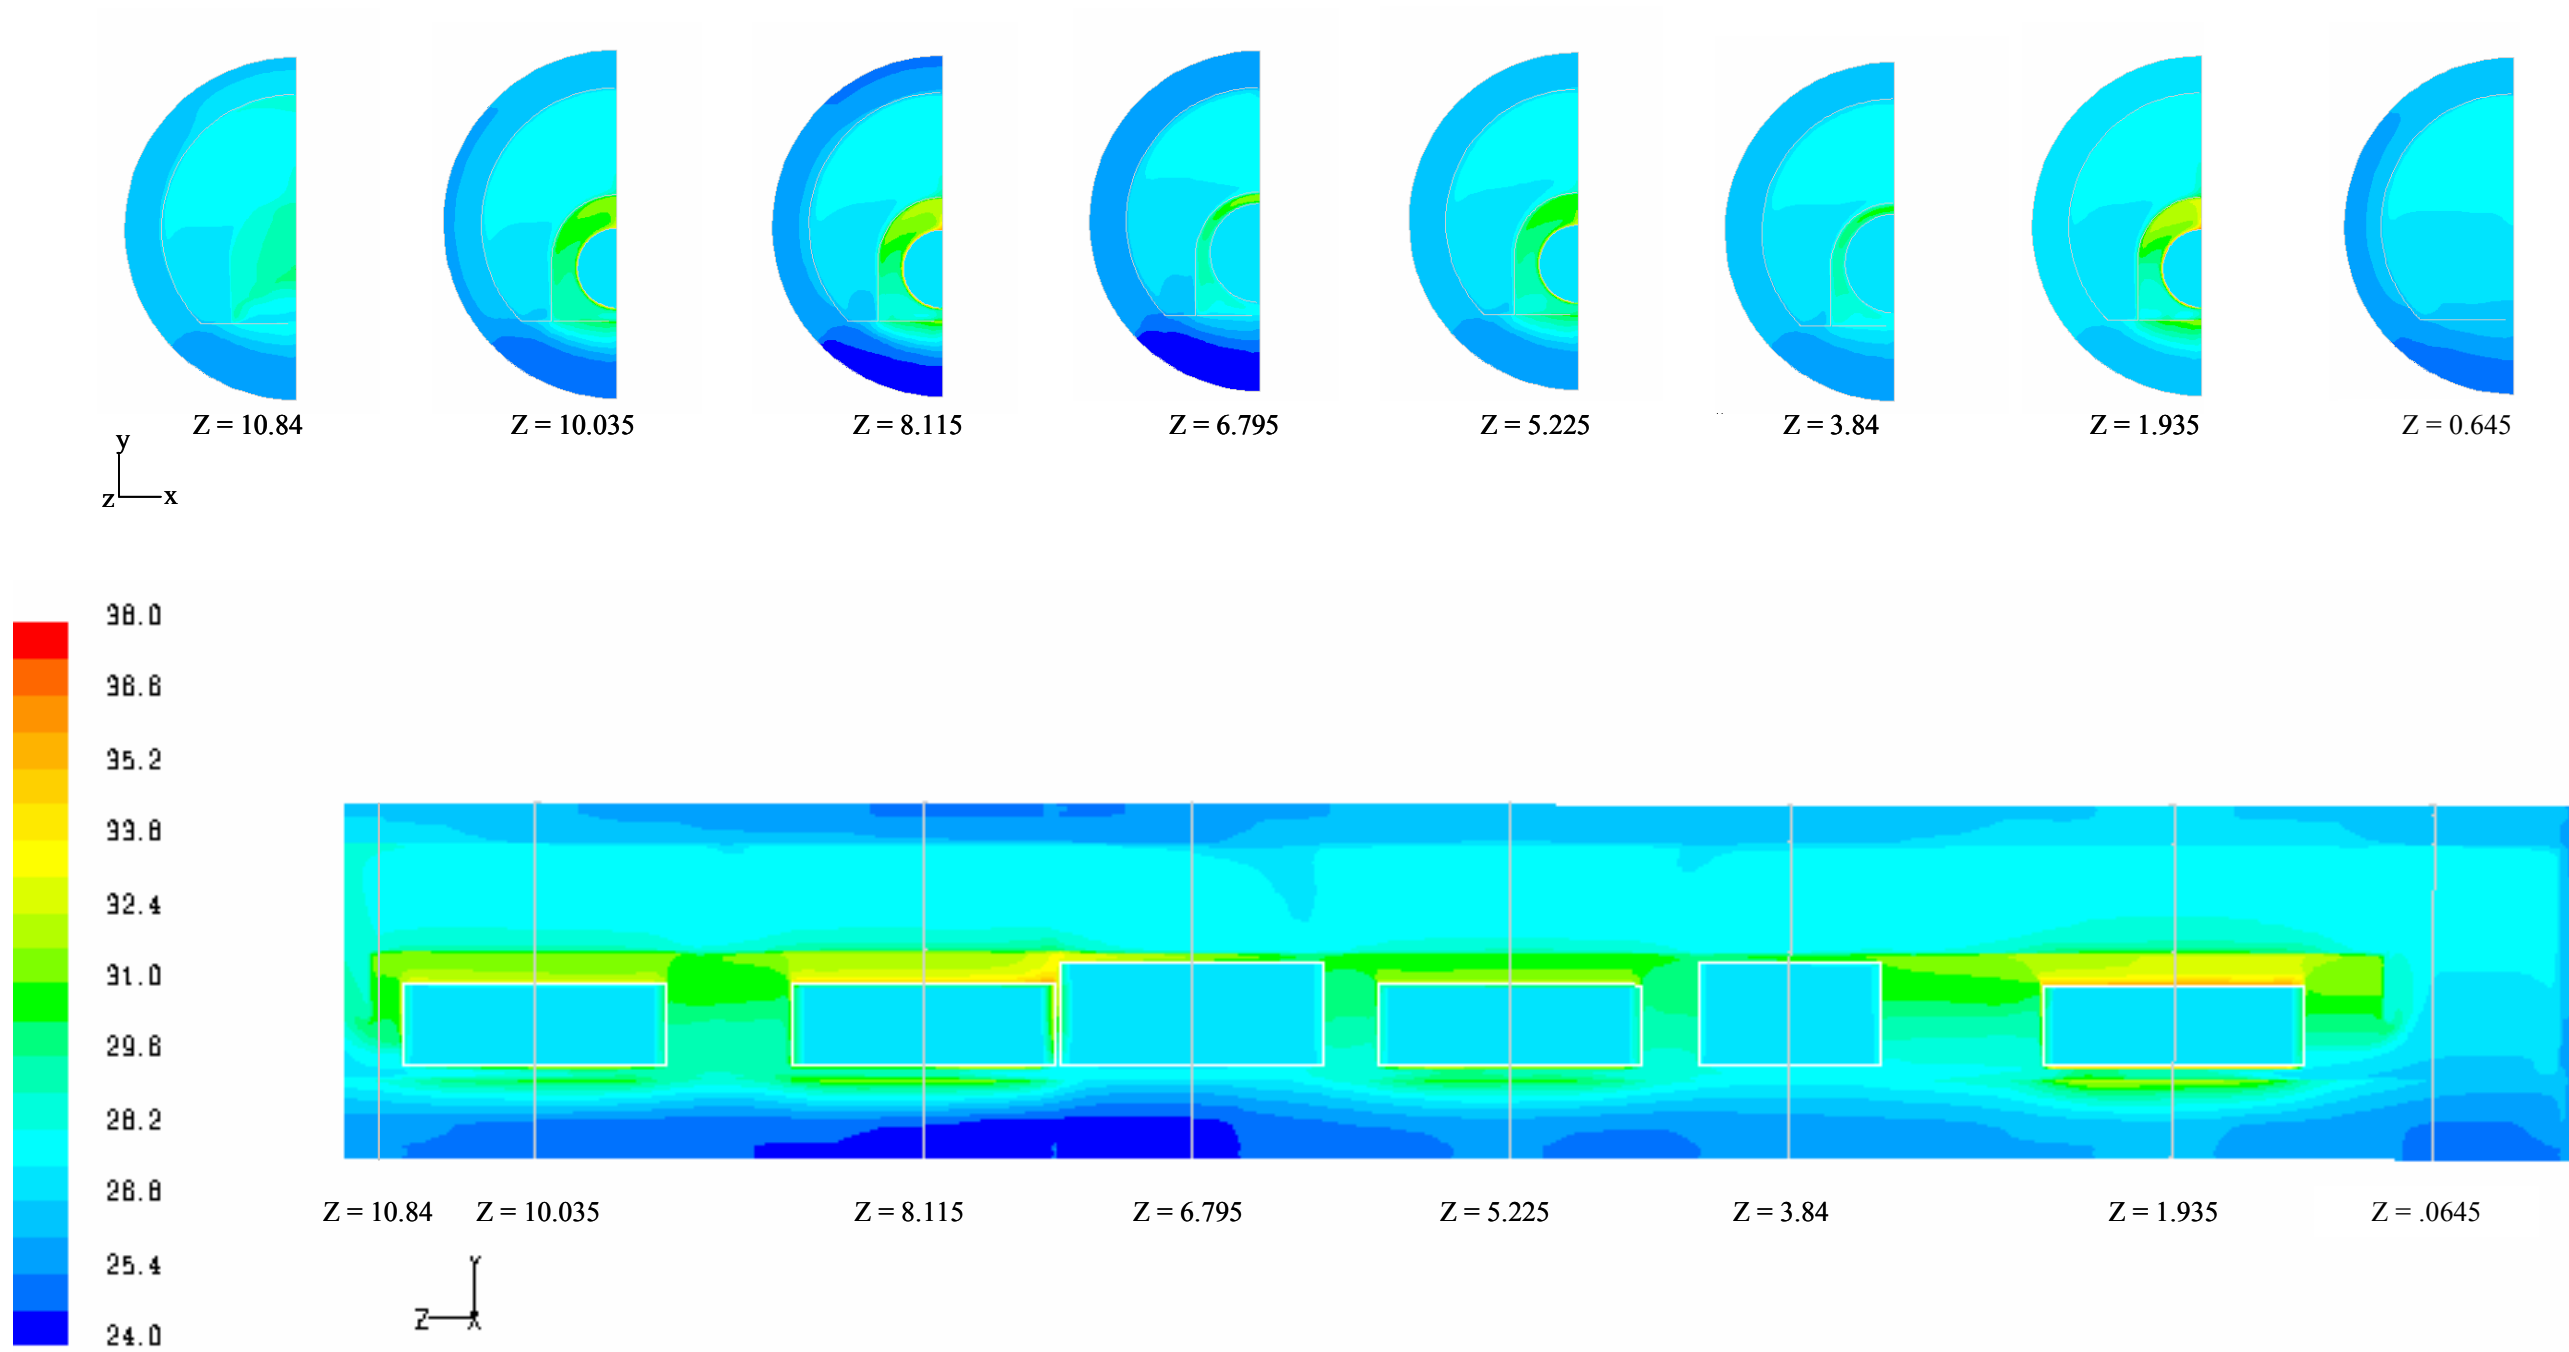 Z = 10.84 Z = 10.035 Z = 8.115 Z = 6.795 Z = 5.225 Z = 3.84 Z = 1.935 Z = 0.645
y
z x
38.0
36.6
35.2
33.8
32.4
31.0
29.6
28.2
26.8
25.4
24.0
Z = 10.84 Z = 10.035 Z = 8.115 Z = 6.795 Z = 5.225 Z = 3.84 Z = 1.935 Z = .0645
Y
Z X